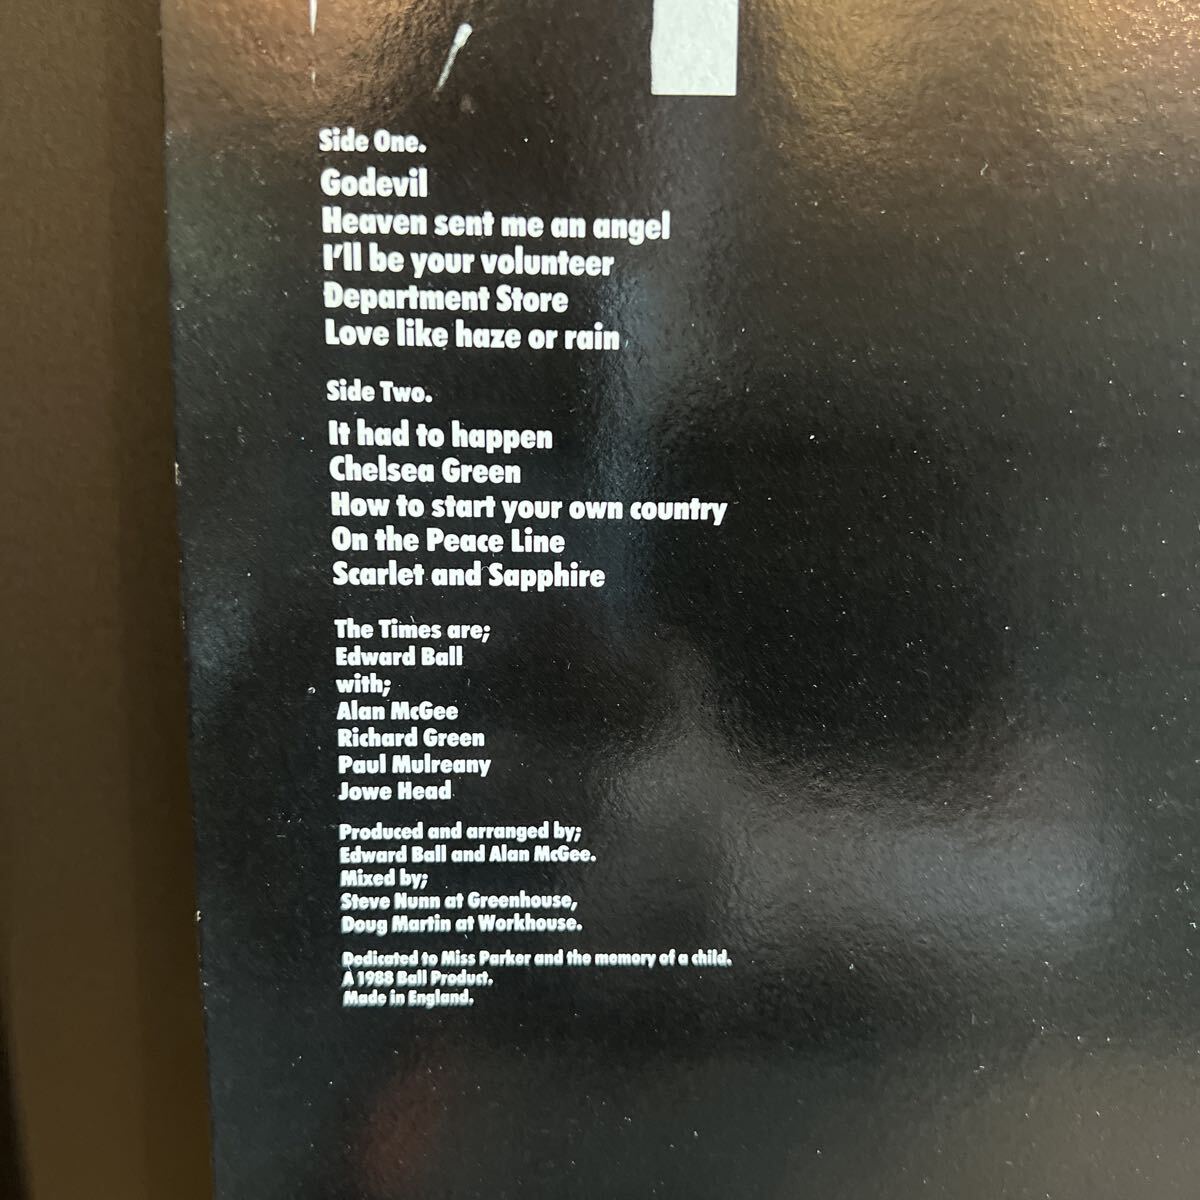 Side One.
Godevil
Heaven sent me an angel
I'll be your volunteer
Department Store
Love like haze or rain
Side Two.
It had to happen
Chelsea Green
How to start your own country
On the Peace Line
Scarlet and Sapphire
The Times are;
Edward Ball
with;
Alan McGee
Richard Green
Paul Mulreany
Jowe Head
Produced and arranged by;
Edward Ball and Alan McGee.
Mixed by;
Steve Nunn at Greenhouse,
Doug Martin at Workhouse.
Dedicated to Miss Parker and the memory of a child.
A 1988 Ball Product.
Made in England.